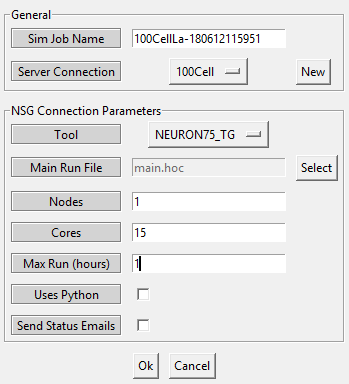 General
Sim Job Name 100CellLa-180612115951
Server Connection 100Cell New
NSG Connection Parameters
Tool NEURON75_TG
Main Run File main.hoc Select
Nodes 1
Cores 15
Max Run (hours) 1
Uses Python
Send Status Emails
Ok Cancel